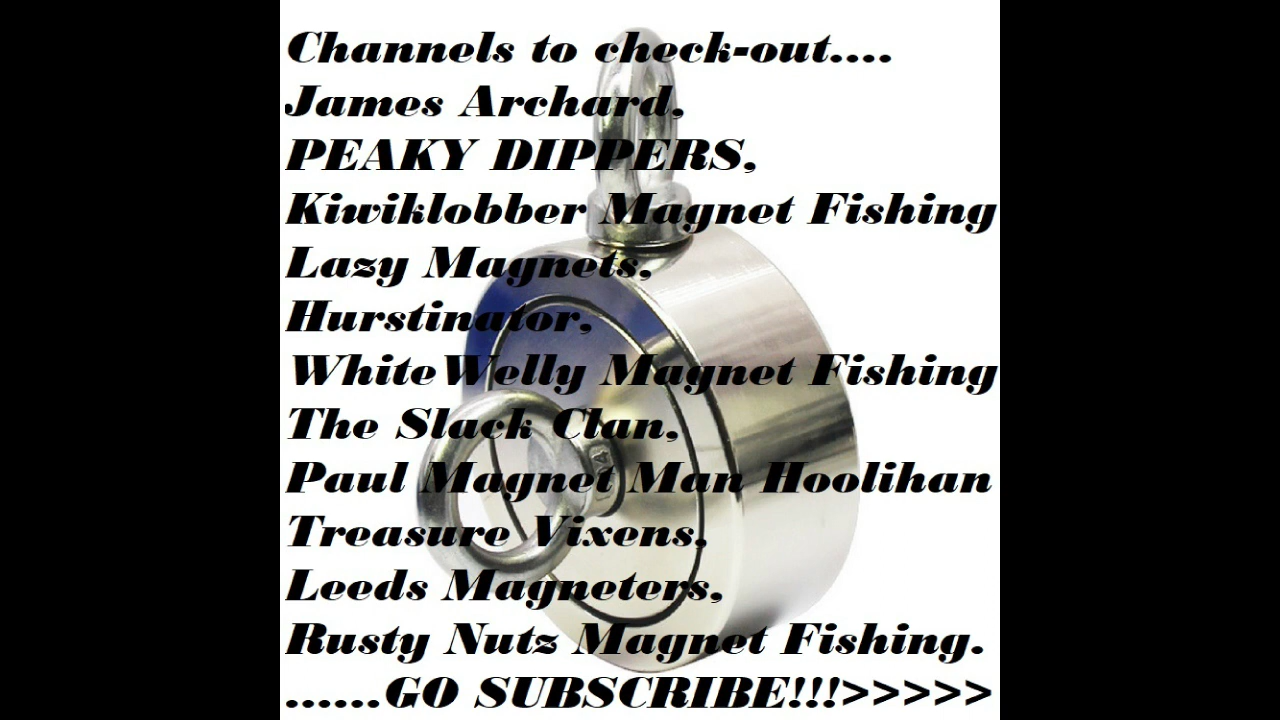 Channels to check-out....
James Archard,
PEAKY DIPPERS,
Kiwiklobber Magnet Fishing
Lazy Magnets,
Hurstinator,
WhiteWelly Magnet Fishing
The Slack Clan,
Paul Magnet Man Hoolihan
Treasure Vixens,
Leeds Magneters,
Rusty Nutz Magnet Fishing.
......GO SUBSCRIBE!!!>>>>>